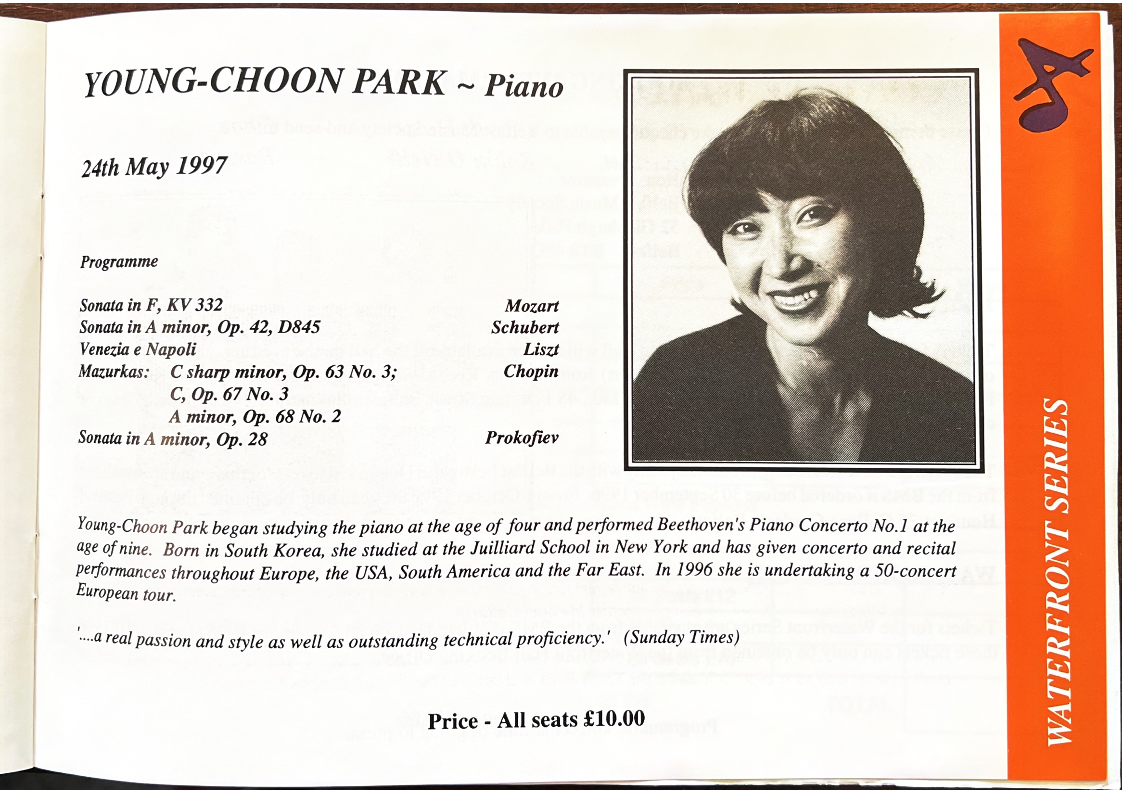 YOUNG-CHOON PARK ~ Piano
24th May 1997
Programme
Sonata in F, KV 332 Mozart
Sonata in A minor, Op. 42, D845 Schubert
Venezia e Napoli Liszt
Mazurkas: C sharp minor, Op. 63 No. 3; Chopin
C, Op. 67 No. 3
A minor, Op. 68 No. 2
Sonata in A minor, Op. 28 Prokofiev
Young-Choon Park began studying the piano at the age of four and performed Beethoven's Piano Concerto No.1 at the
age of nine. Born in South Korea, she studied at the Juilliard School in New York and has given concerto and recital
performances throughout Europe, the USA, South America and the Far East. In 1996 she is undertaking a 50-concert
European tour.
'....a real passion and style as well as outstanding technical proficiency.' (Sunday Times)
Price - All seats £10.00
WATERFRONT SERIES